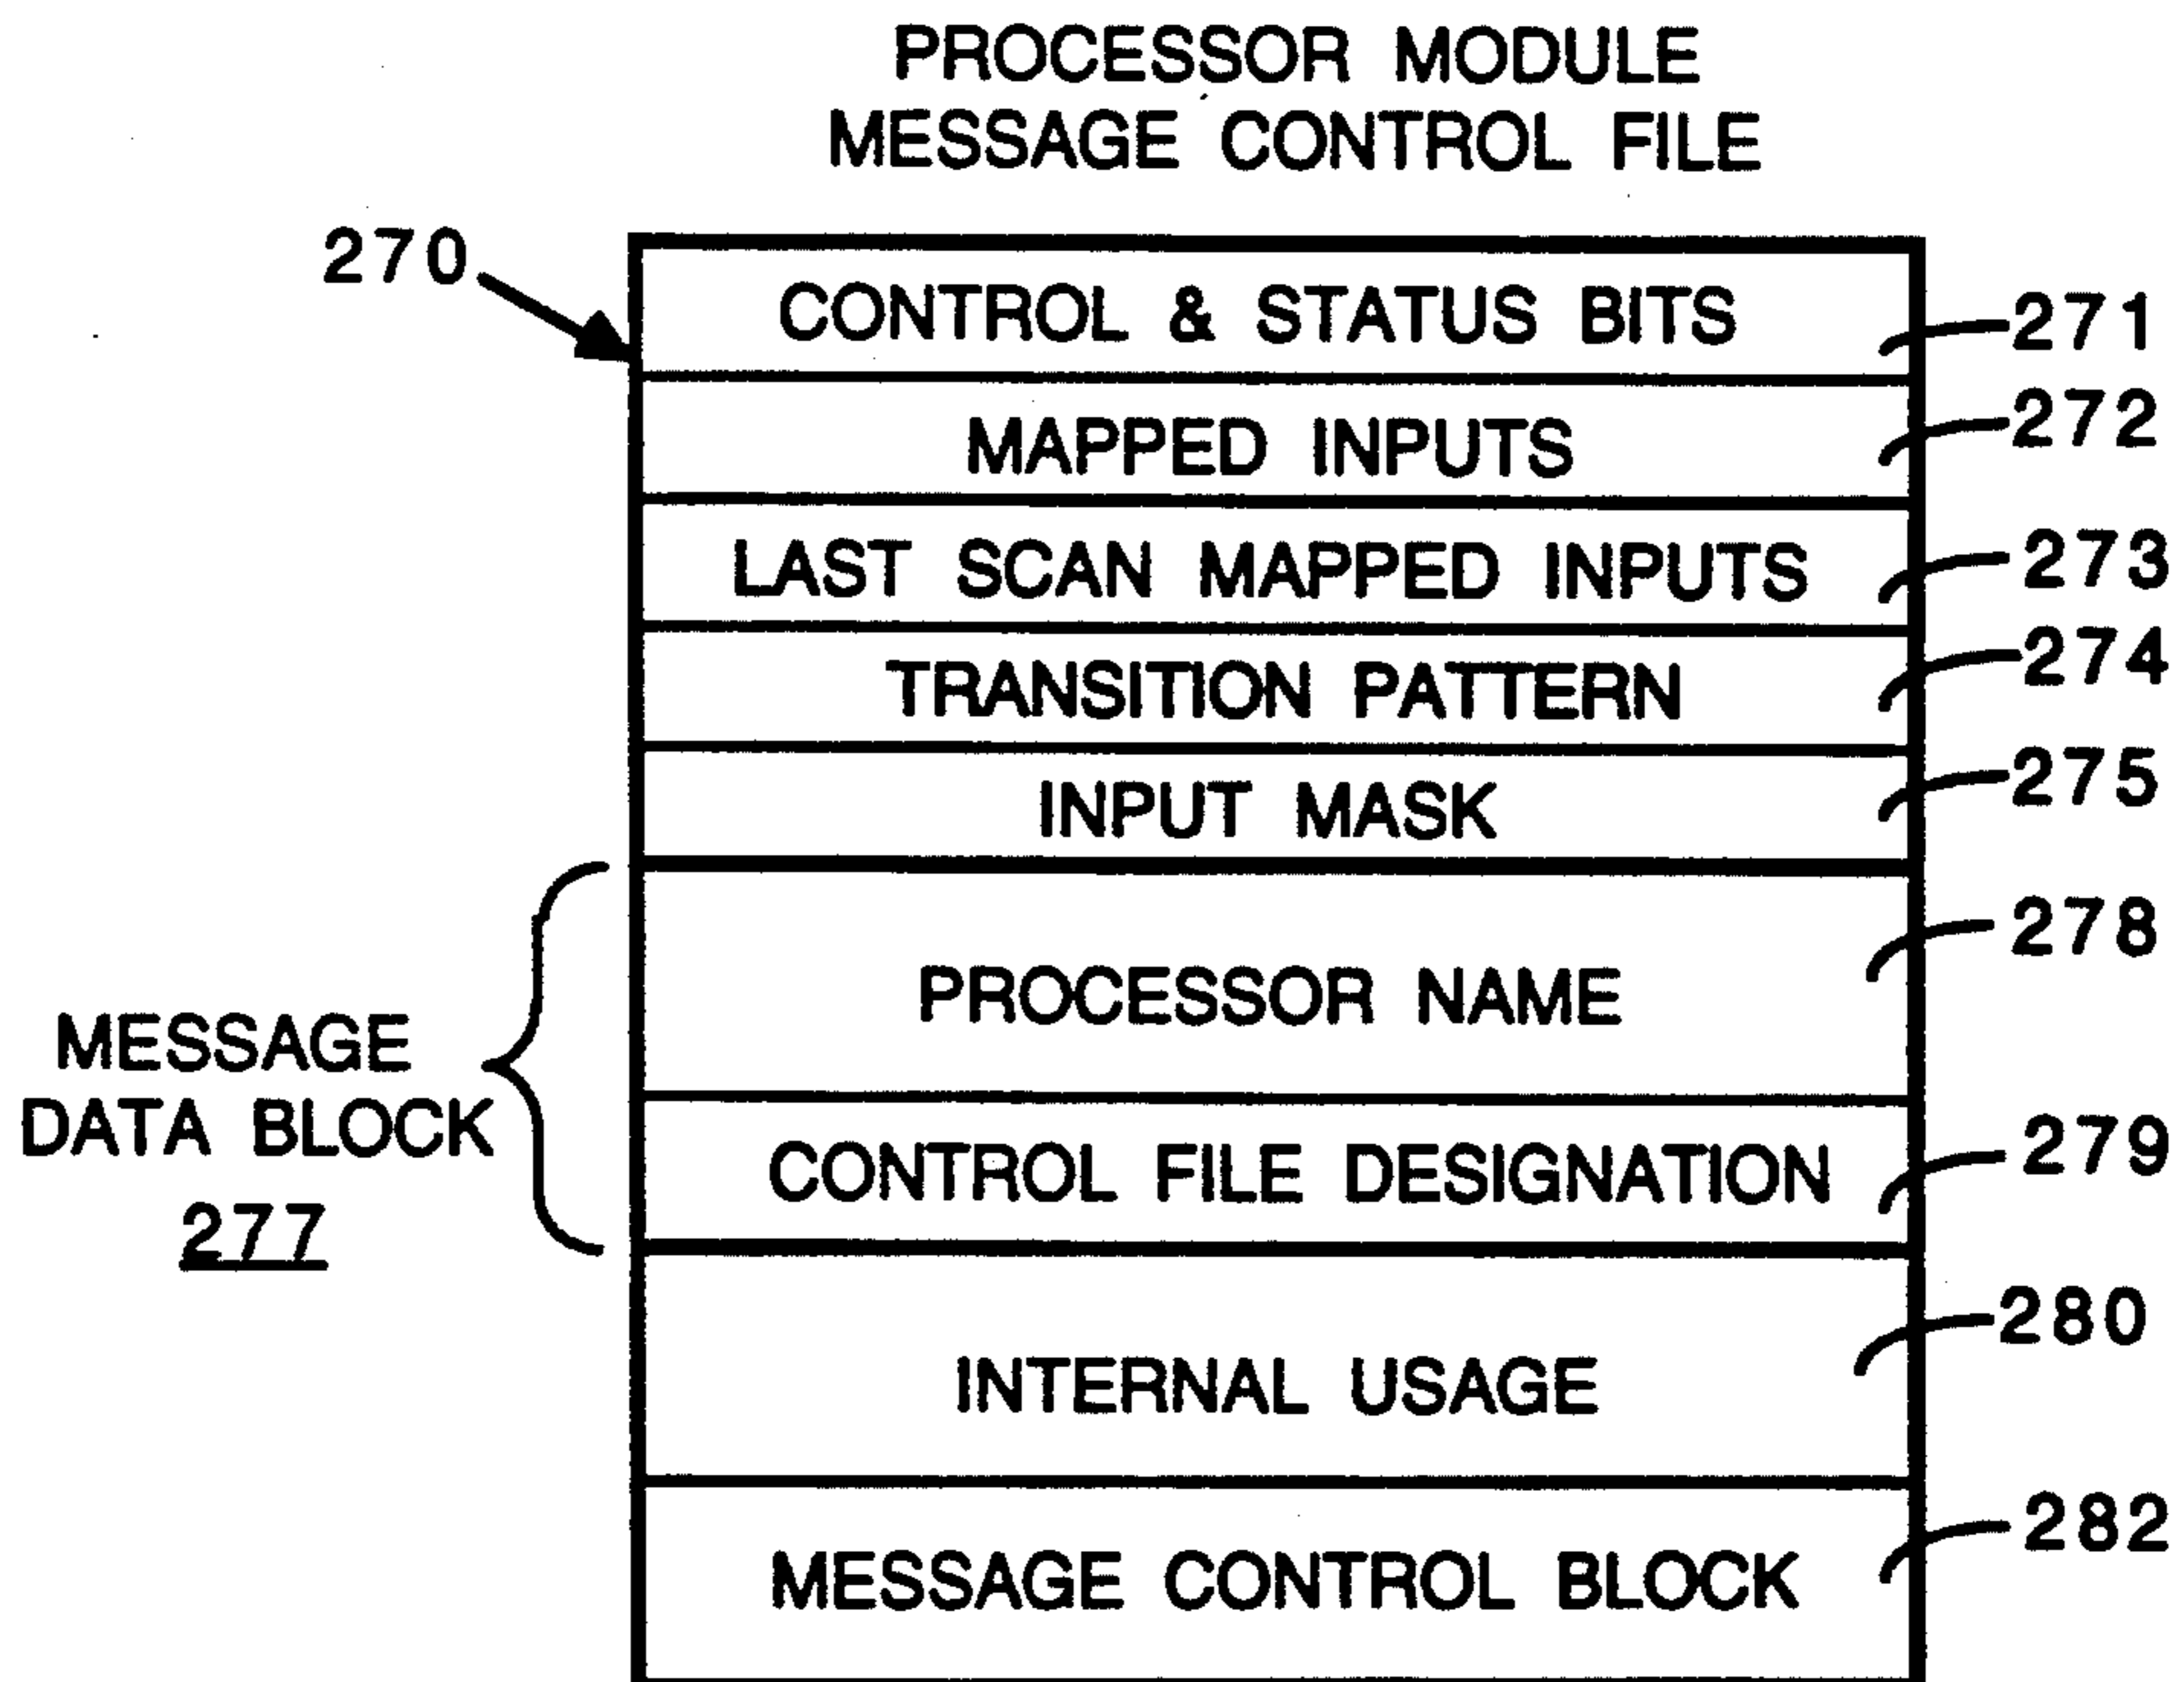 PROCESSOR MODULE
MESSAGE CONTROL FILE
270
CONTROL & STATUS BITS
271
MAPPED INPUTS
272
LAST SCAN MAPPED INPUTS
273
TRANSITION PATTERN
274
INPUT MASK
275
PROCESSOR NAME
278
MESSAGE
DATA BLOCK
277
CONTROL FILE DESIGNATION
279
INTERNAL USAGE
280
MESSAGE CONTROL BLOCK
282